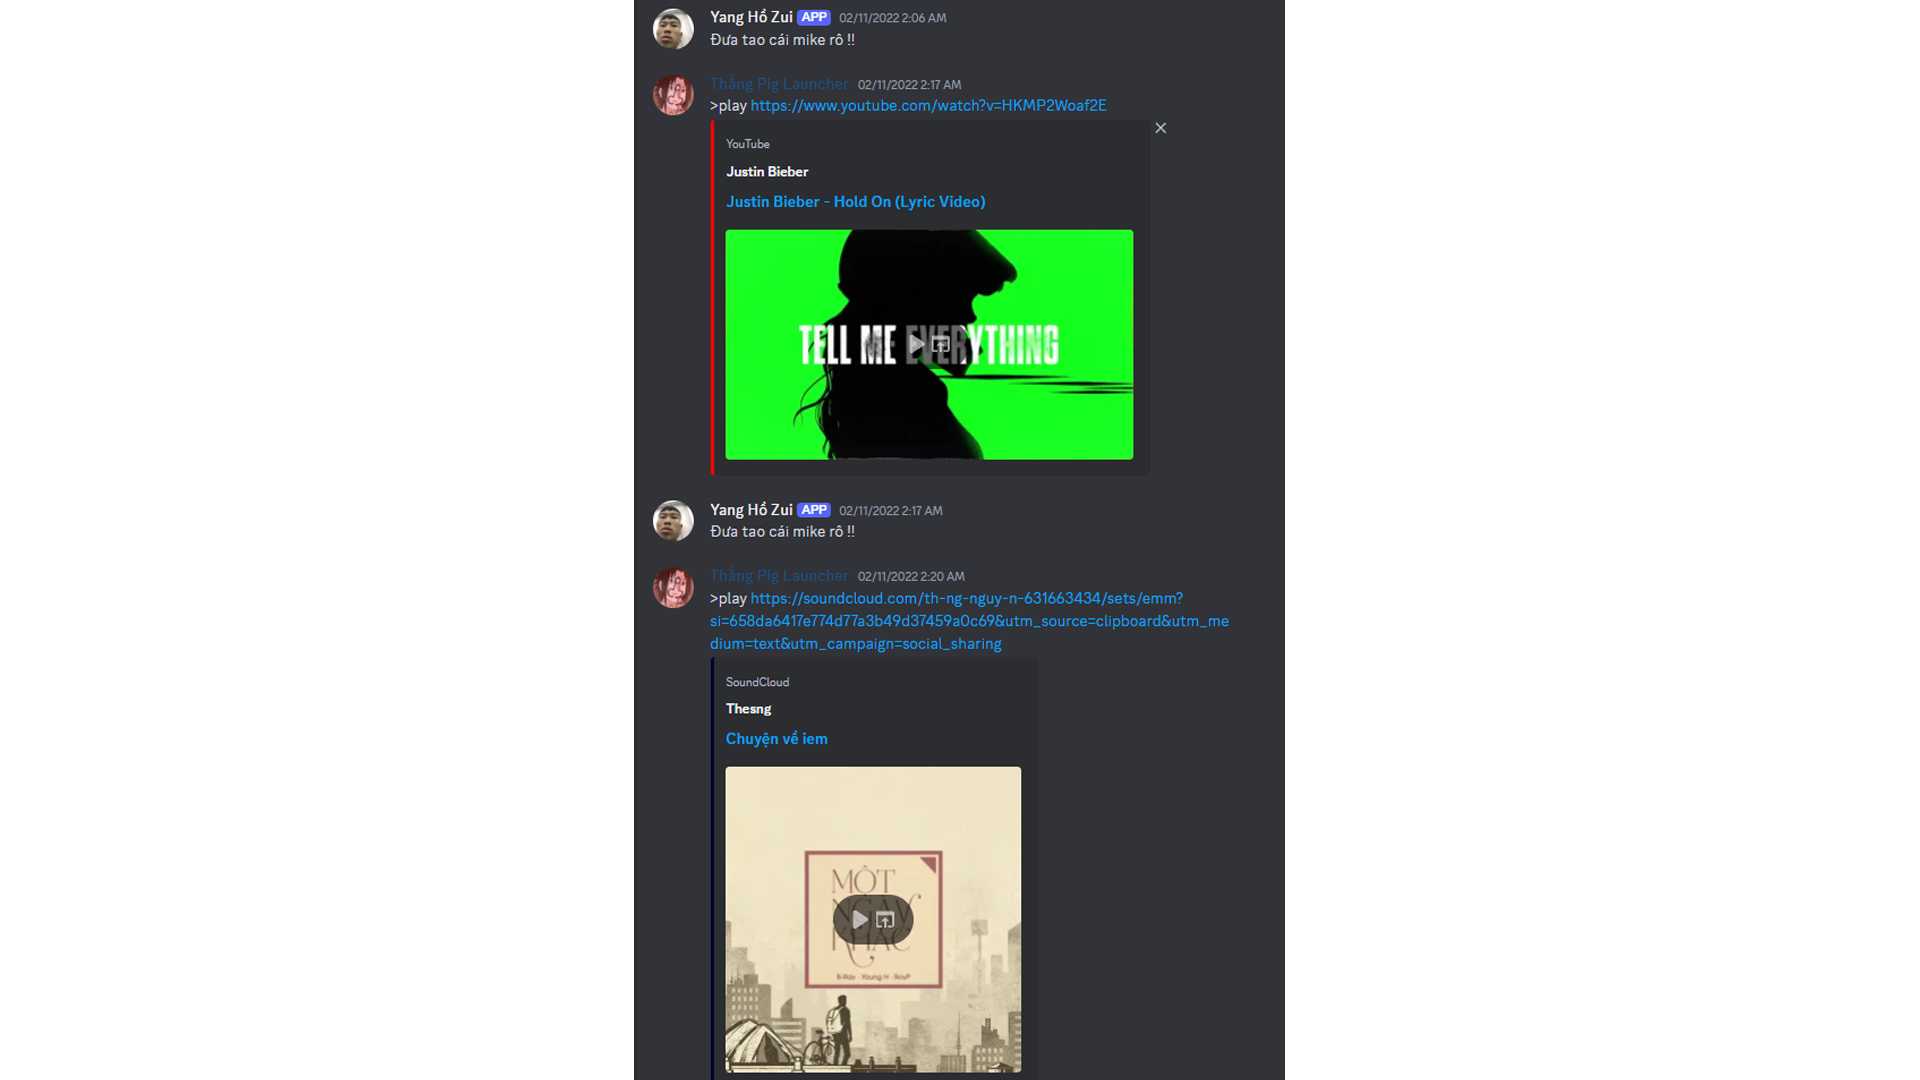 Yang Hồ Zui APP 02/11/2022 2:06 AM
Đưa tao cái mike rô !!
Thắng Pig Launcher 02/11/2022 2:17 AM
>play https://www.youtube.com/watch?v=HKMP2Woaf2E
YouTube
Justin Bieber
Justin Bieber - Hold On (Lyric Video)
TELL ME EVERYTHING
Yang Hồ Zui APP 02/11/2022 2:17 AM
Đưa tao cái mike rô !!
Thắng Pig Launcher 02/11/2022 2:20 AM
>play https://soundcloud.com/th-ng-nguy-n-631663434/sets/emm?
si=658da6417e774d77a3b49d37459a0c69&utm_source=clipboard&utm_me
dium=text&utm_campaign=social_sharing
SoundCloud
Thesng
Chuyện về iem
MỘT
NGÀY
KHÁC
B-Ray - Young H - RoyP